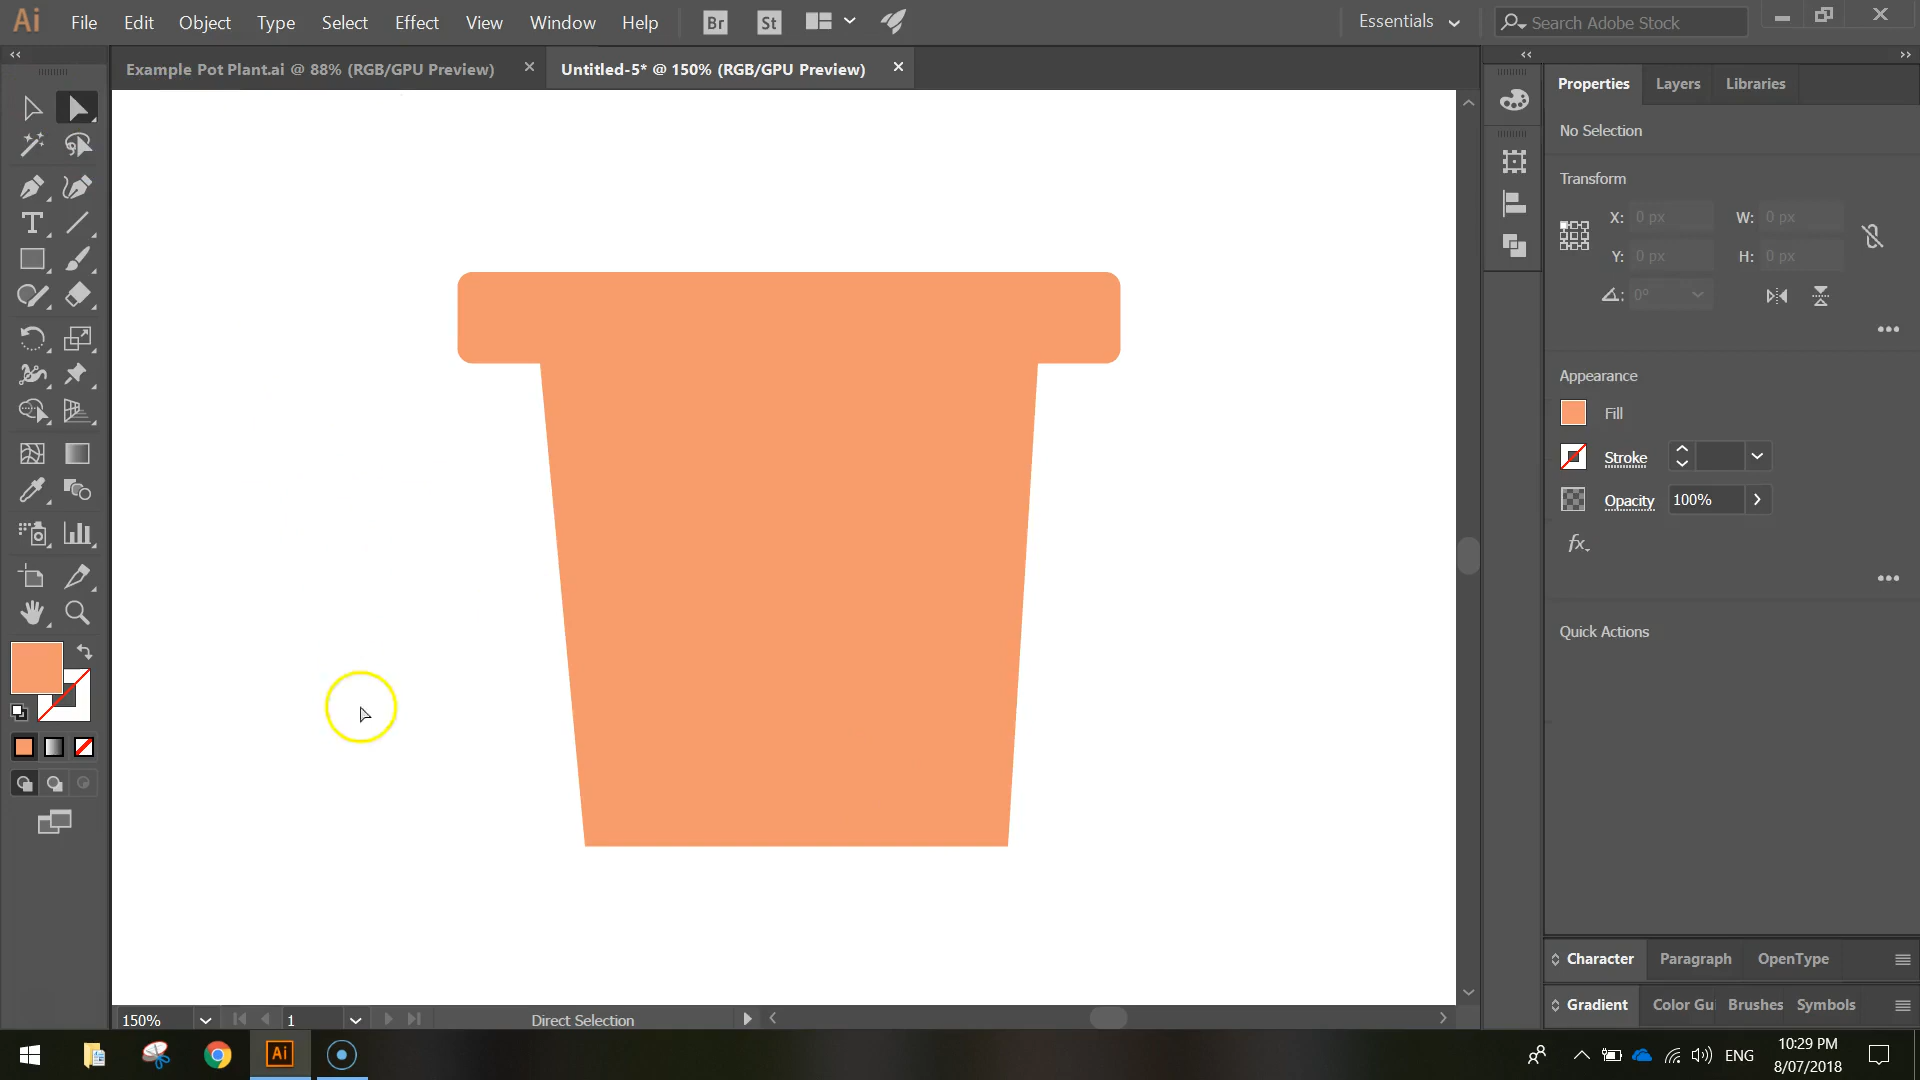 Ai File Edit Object Type Select Effect View Window Help Br St Essentials Search Adobe Stock
Example Pot Plant.ai @ 88% (RGB/GPU Preview) Untitled-5* @ 150% (RGB/GPU Preview)
Properties Layers Libraries
No Selection
Transform
X: 0 px W: 0 px
Y: 0 px H: 0 px
0°
Appearance
Fill
Stroke
Opacity 100%
fx.
Quick Actions
Character Paragraph OpenType
Gradient Color Gui Brushes Symbols
150% 1 Direct Selection
Ai ENG 10:29 PM
8/07/2018